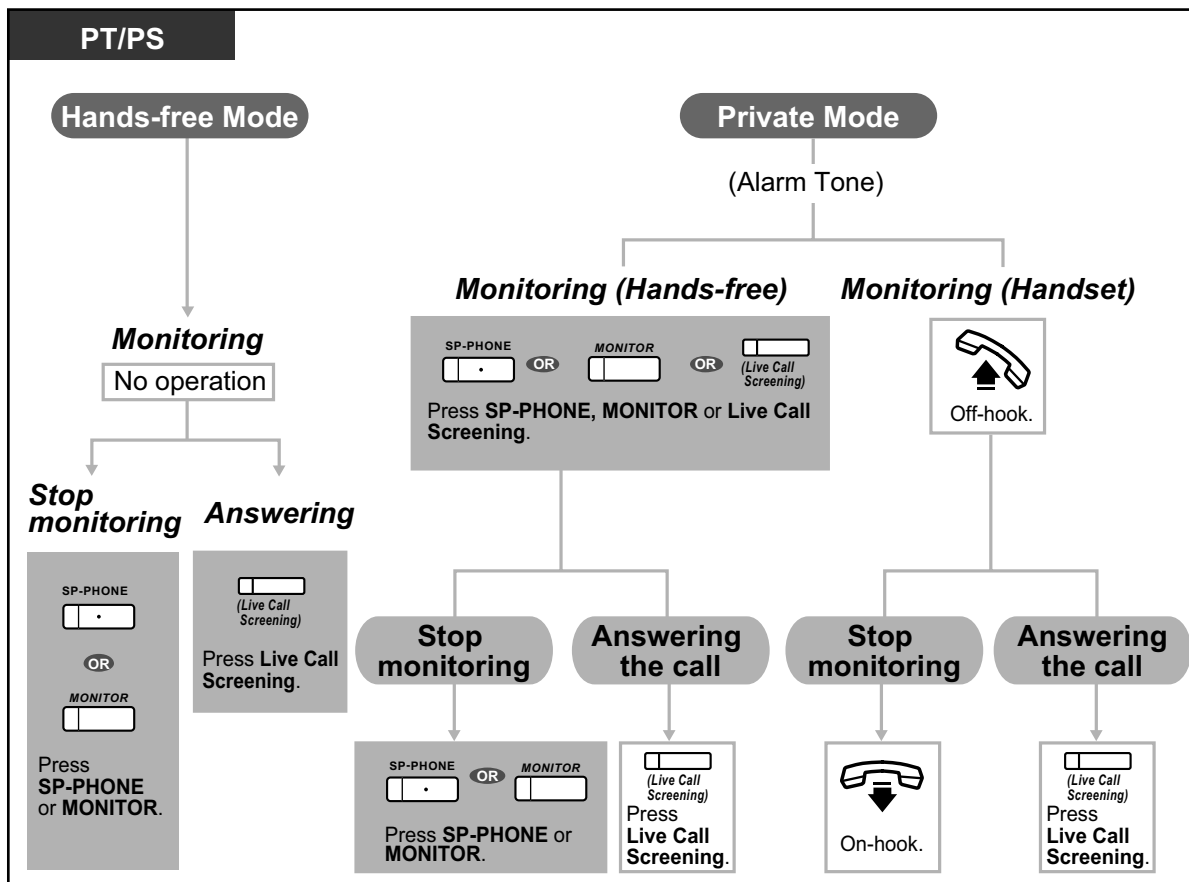 PT/PS
Hands-free Mode
Monitoring
No operation
Stop
monitoring
SP-PHONE
OR
MONITOR
Press
SP-PHONE
or MONITOR.
Answering
(Live Call
Screening)
Press Live Call
Screening.
Private Mode
(Alarm Tone)
Monitoring (Hands-free)
SP-PHONE
OR
MONITOR
OR
(Live Call
Screening)
Press SP-PHONE, MONITOR or Live Call
Screening.
Stop
monitoring
SP-PHONE
OR
MONITOR
Press SP-PHONE or
MONITOR.
Answering
the call
(Live Call
Screening)
Press
Live Call
Screening.
Monitoring (Handset)
Off-hook.
Stop
monitoring
On-hook.
Answering
the call
(Live Call
Screening)
Press
Live Call
Screening.